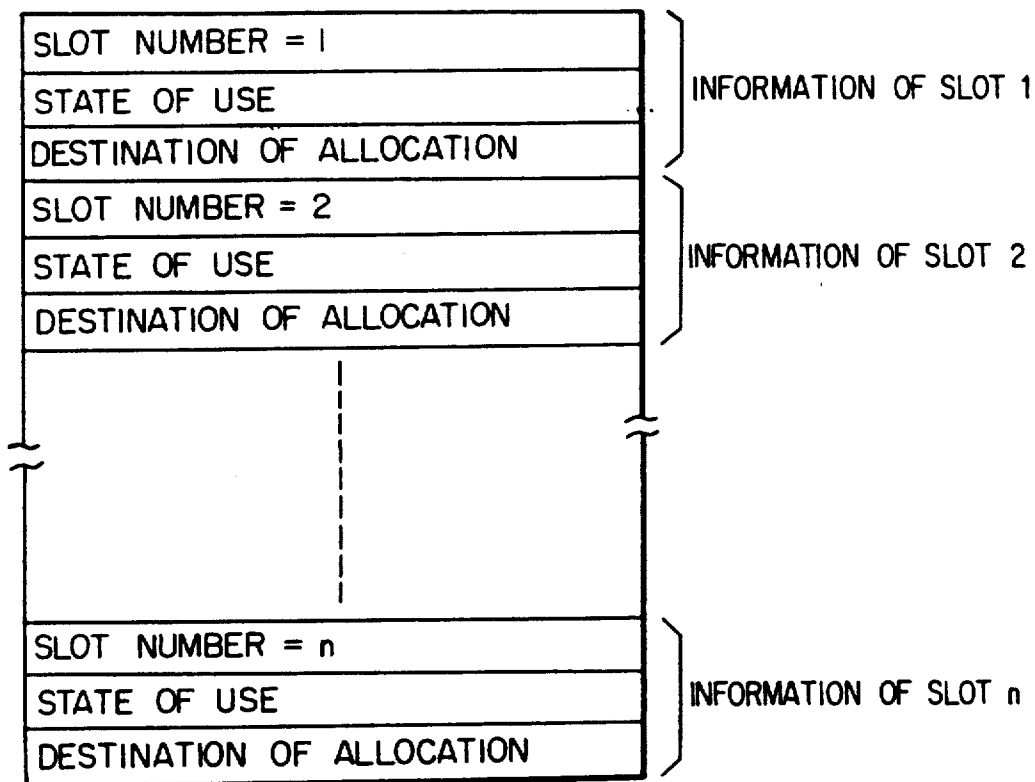 SLOT NUMBER = 1
STATE OF USE
DESTINATION OF ALLOCATION
INFORMATION OF SLOT 1
SLOT NUMBER = 2
STATE OF USE
DESTINATION OF ALLOCATION
INFORMATION OF SLOT 2
SLOT NUMBER = n
STATE OF USE
DESTINATION OF ALLOCATION
INFORMATION OF SLOT n